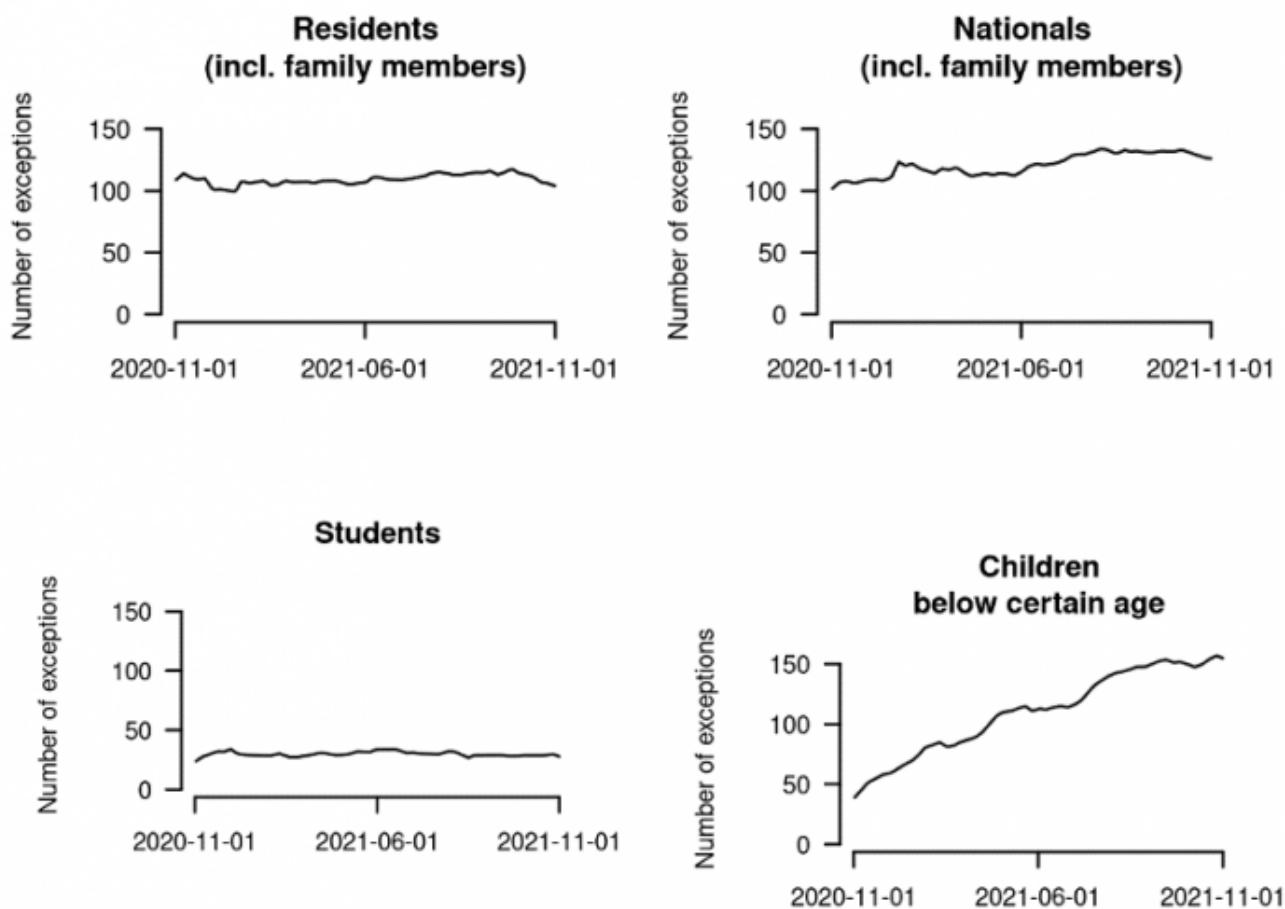 Residents
(incl. family members)
Number of exceptions
150
100
50
0
2020-11-01 2021-06-01 2021-11-01
Nationals
(incl. family members)
Number of exceptions
150
100
50
0
2020-11-01 2021-06-01 2021-11-01
Students
Number of exceptions
150
100
50
0
2020-11-01 2021-06-01 2021-11-01
Children
below certain age
Number of exceptions
150
100
50
0
2020-11-01 2021-06-01 2021-11-01